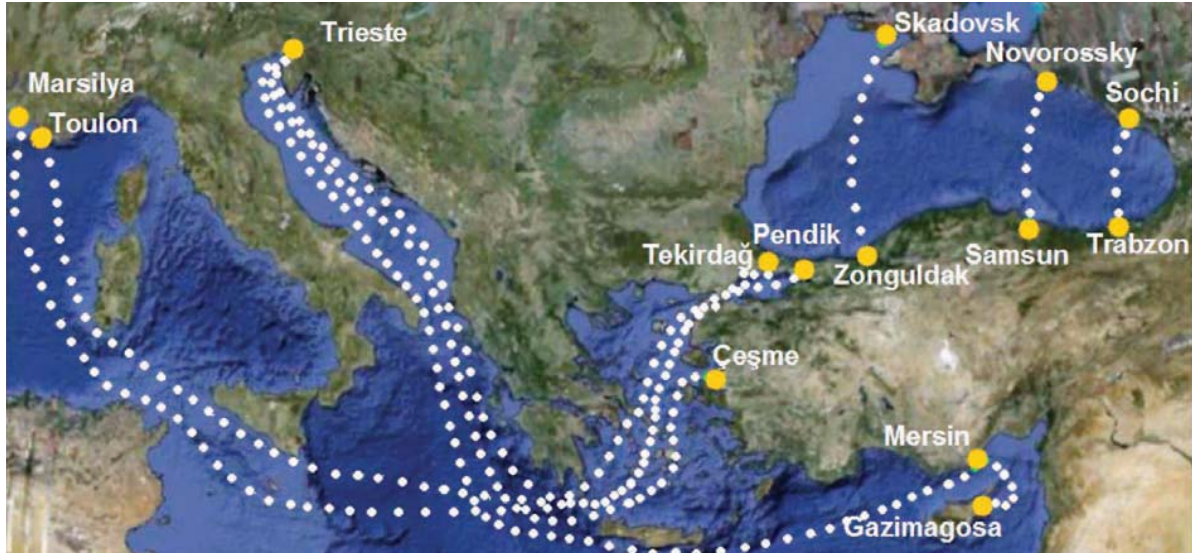 Trieste
Skadovsk
Novorossky
Marsilya
Sochi
Toulon
Pendik
Tekirdağ
Zonguldak
Samsun
Trabzon
Çeşme
Mersin
Gazimagosa